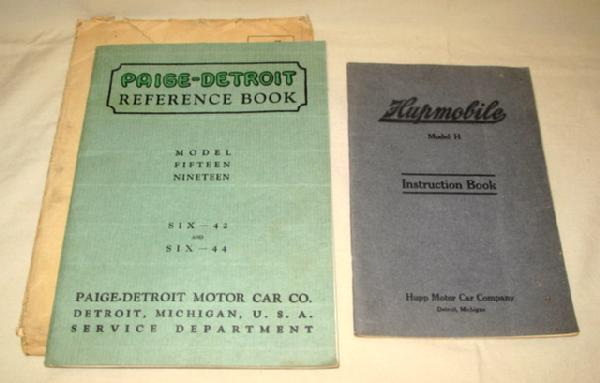 PAIGE-DETROIT
REFERENCE BOOK
MODEL
FIFTEEN
NINETEEN
SIX-42
AND
SIX-44
PAIGE-DETROIT MOTOR CAR CO.
DETROIT, MICHIGAN, U. S. A.
SERVICE DEPARTMENT
Hupmobile
Model H
Instruction Book
Hupp Motor Car Company
Detroit, Michigan